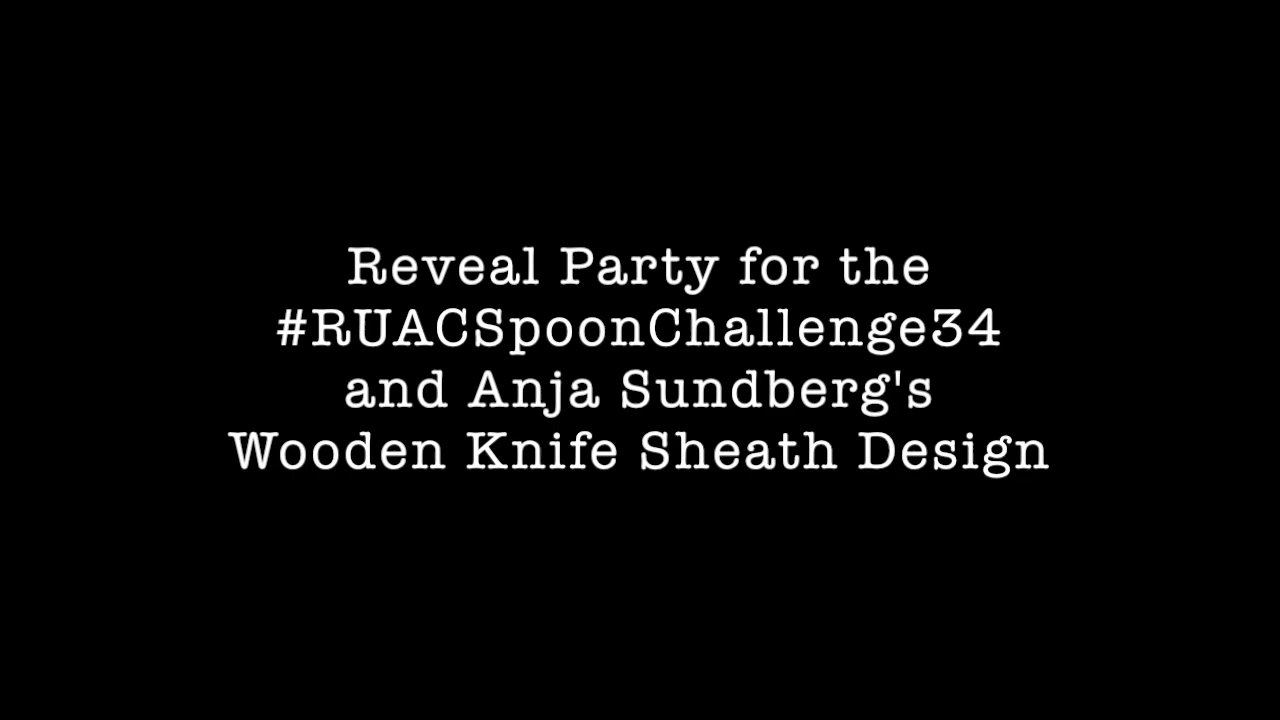 Reveal Party for the
#RUACSpoonChallenge34
and Anja Sundberg's
Wooden Knife Sheath Design